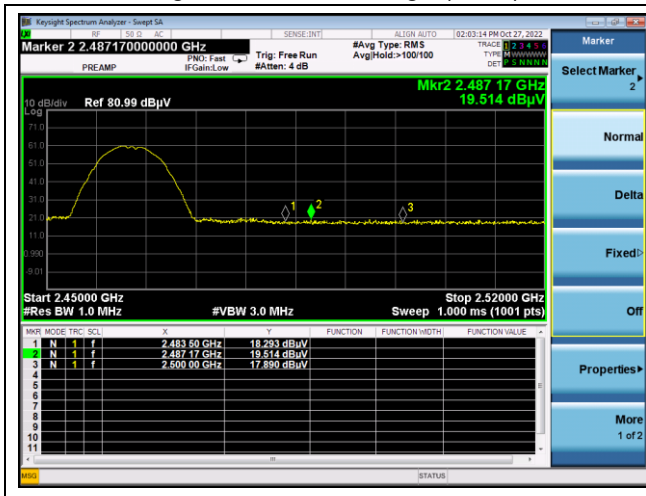 Keysight Spectrum Analyzer - Swept SA
RF 50 Ω AC SENSE:INT ALIGN AUTO 02:03:14 PM Oct 27, 2022
Marker 2 2.487170000000 GHz
PREAMP
PNO: Fast
IFGain:Low
Trig: Free Run
#Atten: 4 dB
#Avg Type: RMS
Avg|Hold:>100/100
TRACE 1 2 3 4 5 6
TYPE M
DET P S N N N N
Mkr2 2.487 17 GHz
19.514 dBµV
10 dB/div Ref 80.99 dBµV
Log
71.0
61.0
51.0
41.0
31.0
21.0
11.0
0.990
-9.01
1
2
3
Start 2.45000 GHz
Stop 2.52000 GHz
#Res BW 1.0 MHz #VBW 3.0 MHz Sweep 1.000 ms (1001 pts)
MKR MODE TRC SCL X Y FUNCTION FUNCTION WIDTH FUNCTION VALUE
1 N 1 f 2.483 50 GHz 18.293 dBµV
2 N 1 f 2.487 17 GHz 19.514 dBµV
3 N 1 f 2.500 00 GHz 17.890 dBµV
4
5
6
7
8
9
10
11
MSG STATUS
Marker
Select Marker
2
Normal
Delta
Fixed
Off
Properties
More
1 of 2